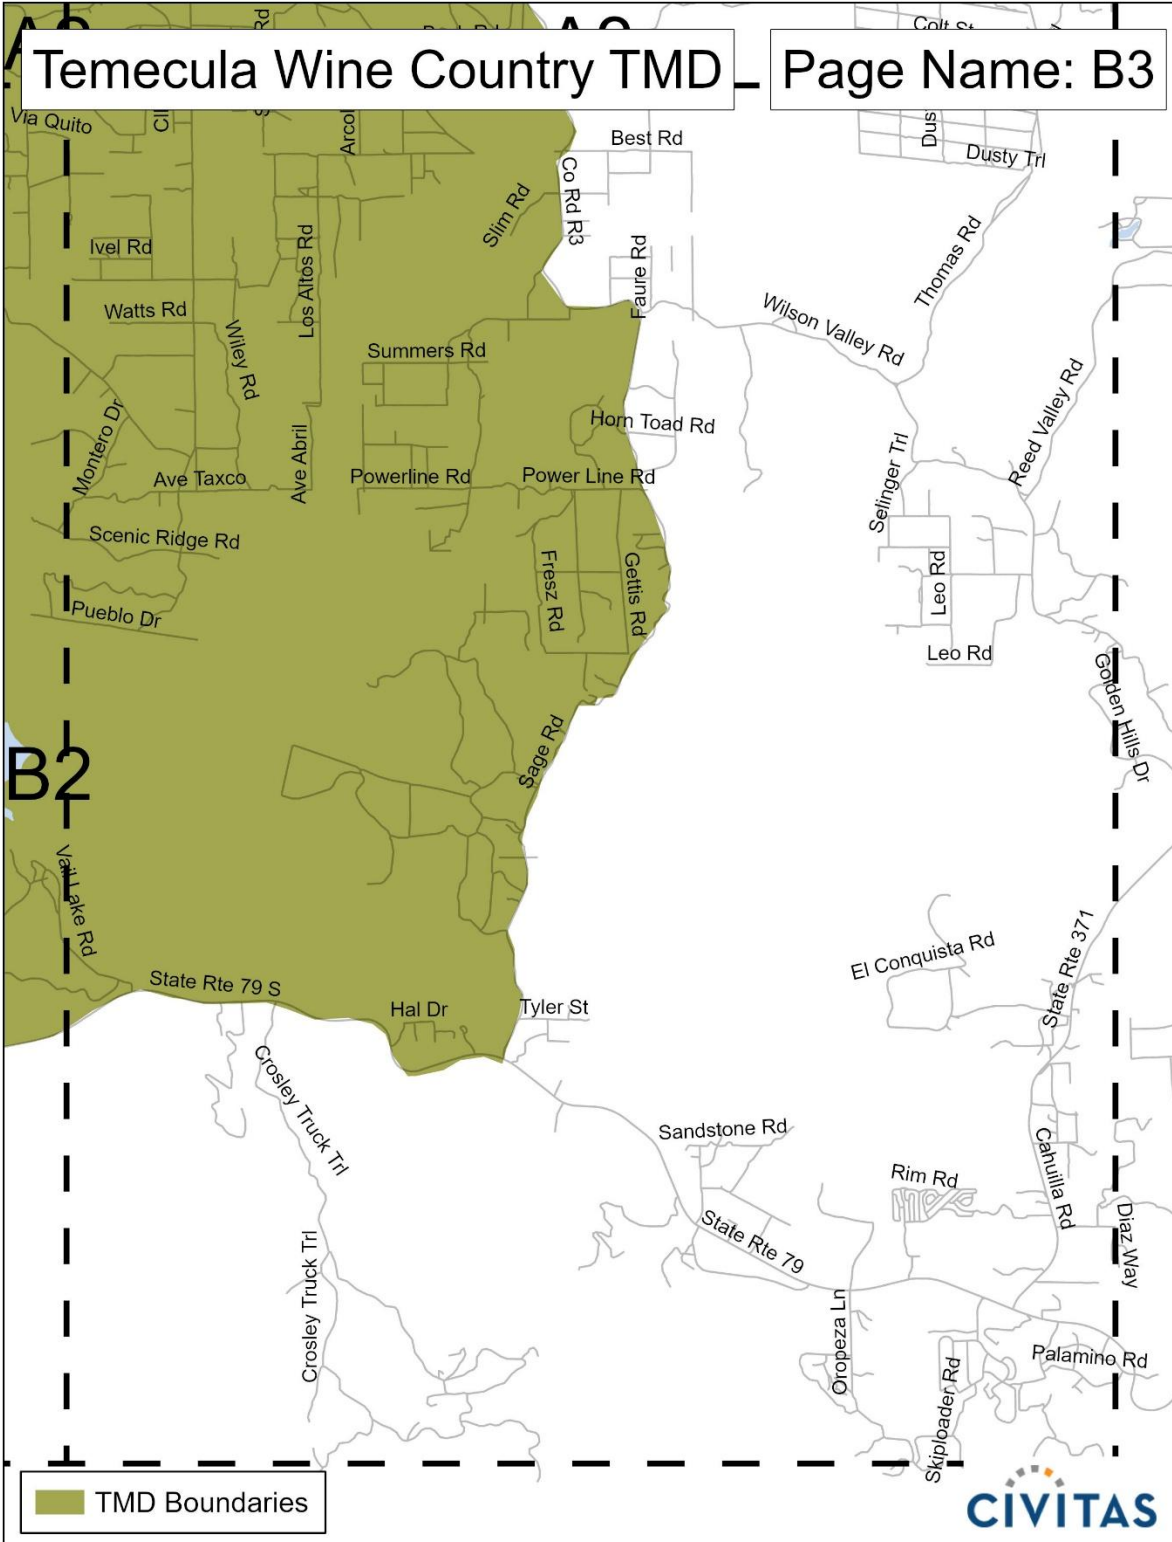 Temecula Wine Country TMD
Page Name: B3
Via Quito
Arcol
Best Rd
Colt St
Dus
Dusty Trl
Co Rd R3
Slim Rd
Ivel Rd
Los Altos Rd
Faure Rd
Thomas Rd
Watts Rd
Wiley Rd
Wilson Valley Rd
Summers Rd
Montero Dr
Horn Toad Rd
Reed Valley Rd
Ave Taxco
Ave Abril
Powerline Rd
Power Line Rd
Selinger Trl
Scenic Ridge Rd
Fresz Rd
Gettis Rd
Leo Rd
Pueblo Dr
Leo Rd
Golden Hills Dr
Sage Rd
B2
Vail Lake Rd
El Conquista Rd
State Rte 371
State Rte 79 S
Hal Dr
Tyler St
Crosley Truck Trl
Sandstone Rd
Cahuilla Rd
Rim Rd
Diaz Way
State Rte 79
Crosley Truck Trl
Oropeza Ln
Palamino Rd
Skiploader Rd
TMD Boundaries
CIVITAS